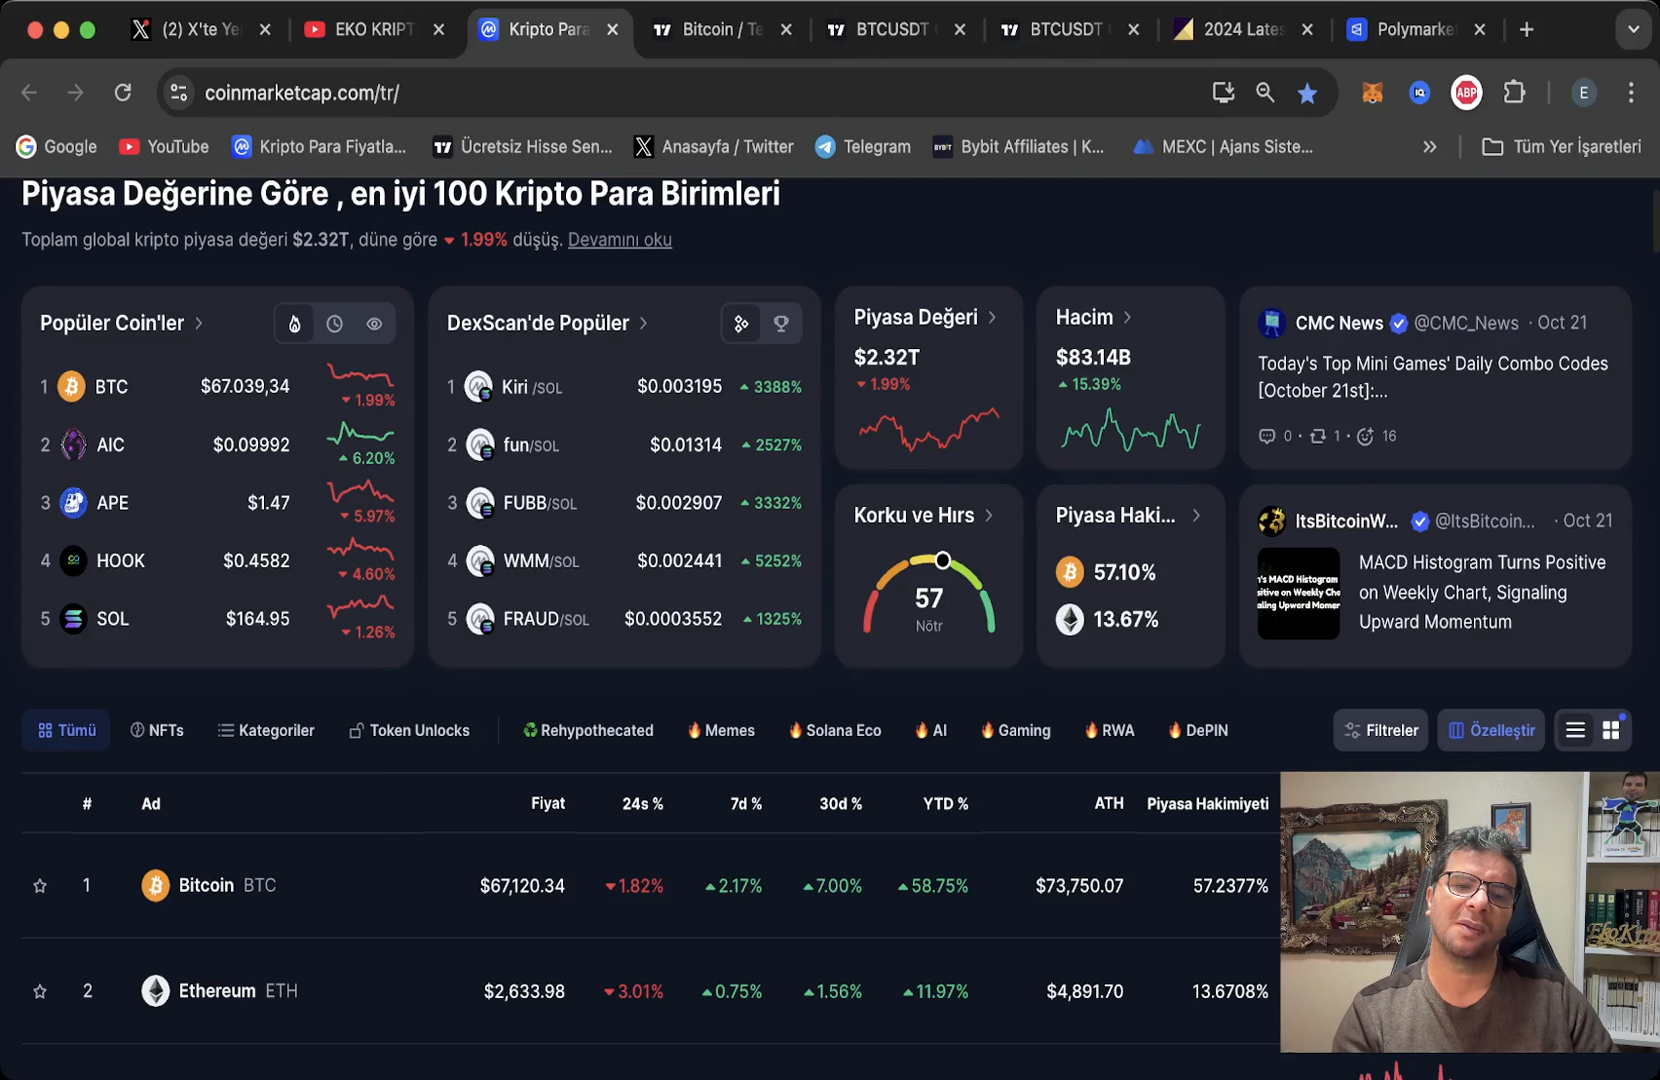 (2) X'te Ye
EKO KRIPT
Kripto Para
Bitcoin / Te
BTCUSDT
BTCUSDT
2024 Lates
Polymarke
coinmarketcap.com/tr/
ABP
E
Google
YouTube
Kripto Para Fiyatla...
Ücretsiz Hisse Sen...
Anasayfa / Twitter
Telegram
BYBIT
Bybit Affiliates | K...
MEXC | Ajans Siste...
Tüm Yer İşaretleri
Piyasa Değerine Göre , en iyi 100 Kripto Para Birimleri
Toplam global kripto piyasa değeri $2.32T, düne göre 1.99% düşüş. Devamını oku
Popüler Coin'ler
1 BTC $67.039,34 1.99%
2 AIC $0.09992 6.20%
3 APE $1.47 5.97%
4 HOOK $0.4582 4.60%
5 SOL $164.95 1.26%
DexScan'de Popüler
1 Kiri /SOL $0.003195 3388%
2 fun/SOL $0.01314 2527%
3 FUBB/SOL $0.002907 3332%
4 WMM/SOL $0.002441 5252%
5 FRAUD/SOL $0.0003552 1325%
Piyasa Değeri
$2.32T
1.99%
Hacim
$83.14B
15.39%
Korku ve Hırs
57
Nötr
Piyasa Haki...
57.10%
13.67%
CMC News @CMC_News · Oct 21
Today's Top Mini Games' Daily Combo Codes
[October 21st]:...
0 · 1 · 16
ItsBitcoinW... @ItsBitcoin... · Oct 21
MACD Histogram Turns Positive
on Weekly Chart, Signaling
Upward Momentum
Tümü
NFTs
Kategoriler
Token Unlocks
Rehypothecated
Memes
Solana Eco
AI
Gaming
RWA
DePIN
Filtreler
Özelleştir
# Ad Fiyat 24s % 7d % 30d % YTD % ATH Piyasa Hakimiyeti
1 Bitcoin BTC $67,120.34 1.82% 2.17% 7.00% 58.75% $73,750.07 57.2377%
2 Ethereum ETH $2,633.98 3.01% 0.75% 1.56% 11.97% $4,891.70 13.6708%